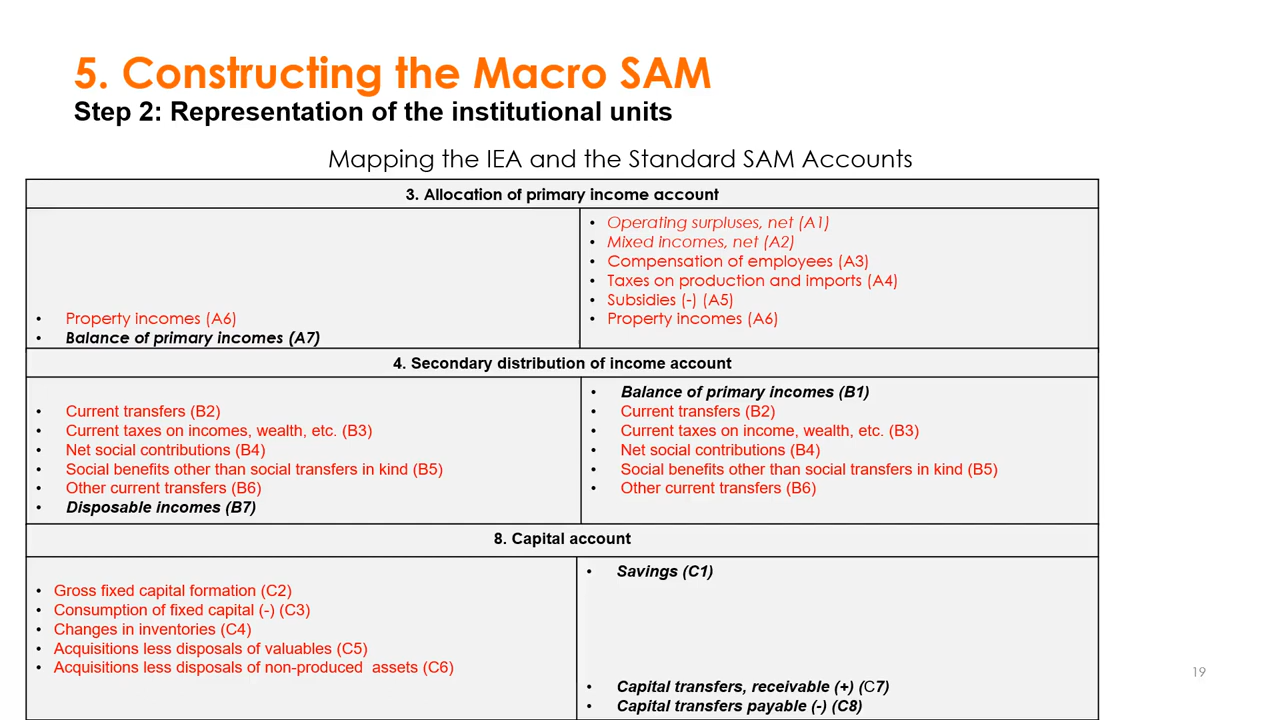 5. Constructing the Macro SAM
Step 2: Representation of the institutional units
Mapping the IEA and the Standard SAM Accounts
3. Allocation of primary income account
• Property incomes (A6)
• Balance of primary incomes (A7)
• Operating surpluses, net (A1)
• Mixed incomes, net (A2)
• Compensation of employees (A3)
• Taxes on production and imports (A4)
• Subsidies (-) (A5)
• Property incomes (A6)
4. Secondary distribution of income account
• Current transfers (B2)
• Current taxes on incomes, wealth, etc. (B3)
• Net social contributions (B4)
• Social benefits other than social transfers in kind (B5)
• Other current transfers (B6)
• Disposable incomes (B7)
• Balance of primary incomes (B1)
• Current transfers (B2)
• Current taxes on income, wealth, etc. (B3)
• Net social contributions (B4)
• Social benefits other than social transfers in kind (B5)
• Other current transfers (B6)
8. Capital account
• Gross fixed capital formation (C2)
• Consumption of fixed capital (-) (C3)
• Changes in inventories (C4)
• Acquisitions less disposals of valuables (C5)
• Acquisitions less disposals of non-produced assets (C6)
• Savings (C1)
• Capital transfers, receivable (+) (C7)
• Capital transfers payable (-) (C8)
19